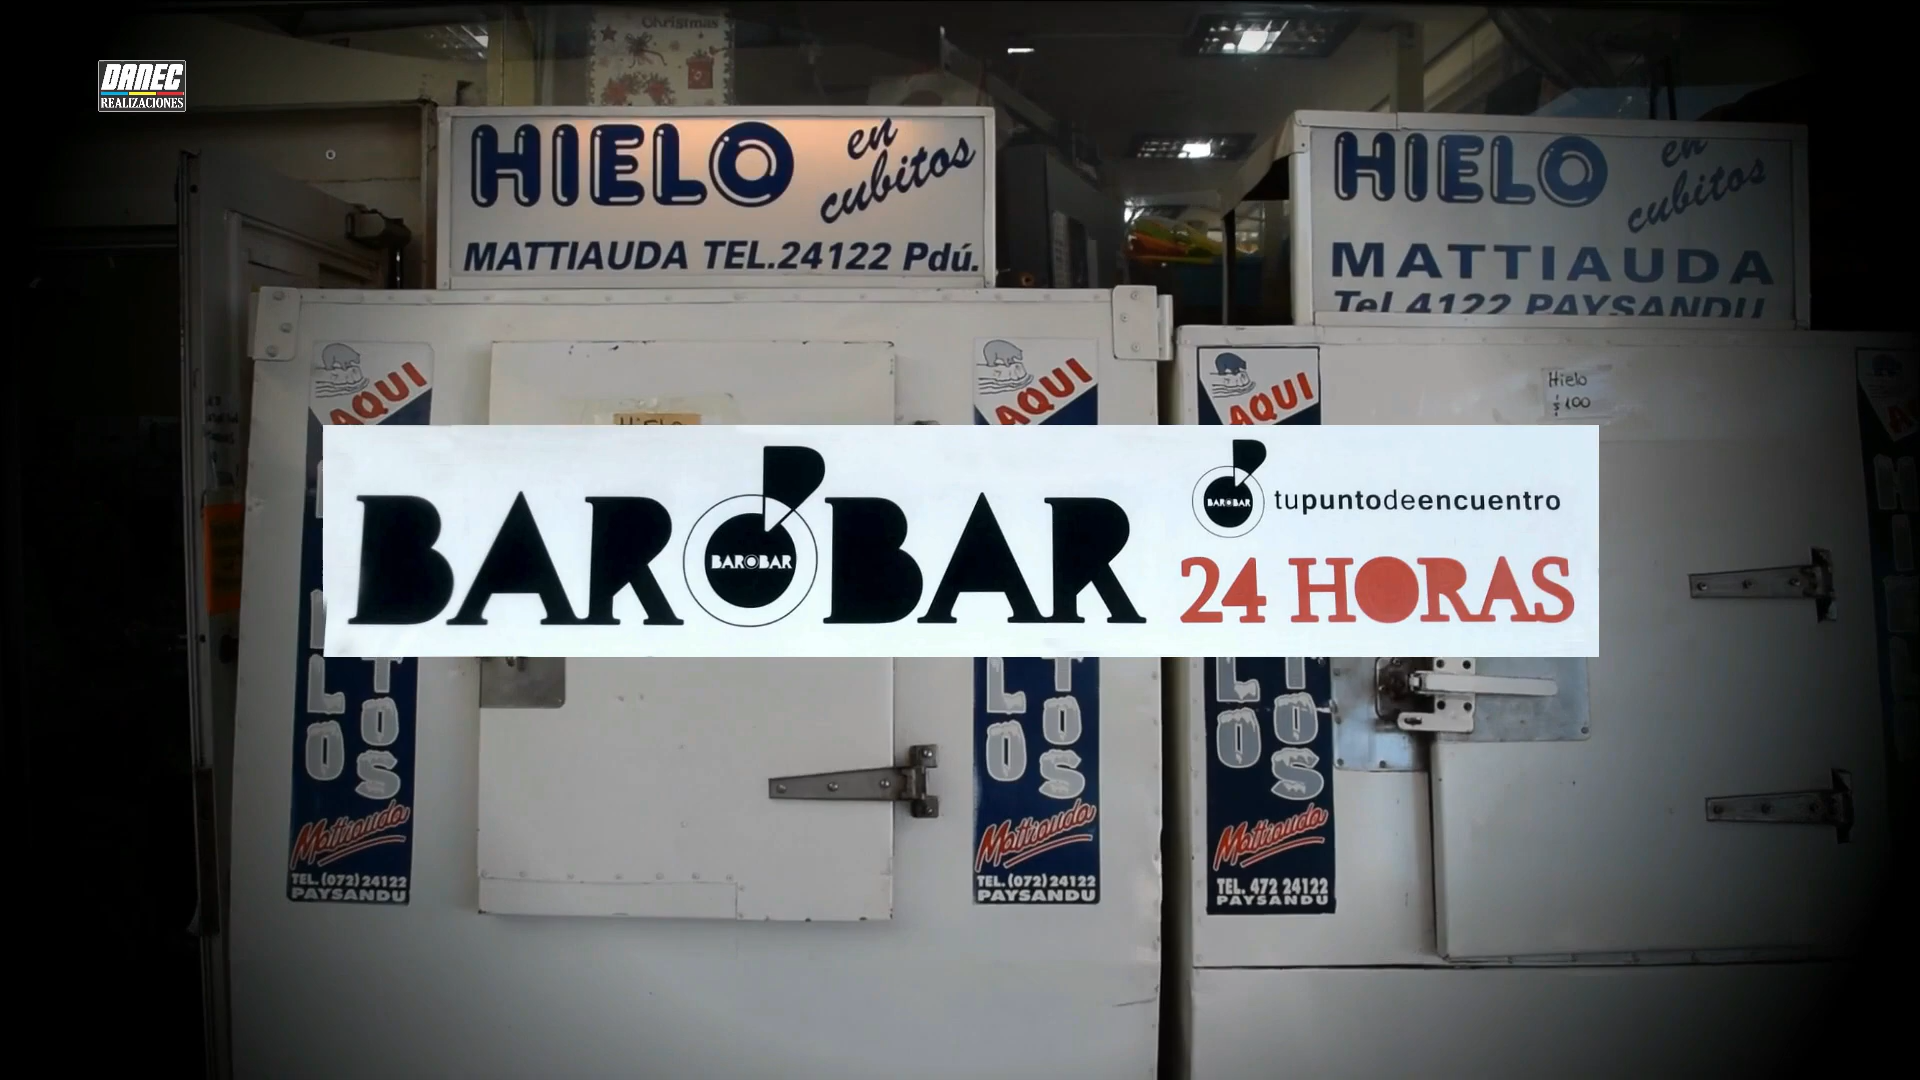 Christmas
DANEC
REALIZACIONES
HIELO en
cubitos
MATTIAUDA TEL.24122 Pdú.
HIELO en
cubitos
MATTIAUDA
Tel.4122 PAYSANDU
AQUI
AQUI
AQUI
Hielo
$ 100
Hielo
BAROBAR
BAROBAR
BAROBAR
tupuntodeencuentro
24 HORAS
Mattiauda
TEL. (072) 24122
PAYSANDU
Mattiauda
TEL. (072) 24122
PAYSANDU
Mattiauda
TEL. 472 24122
PAYSANDU